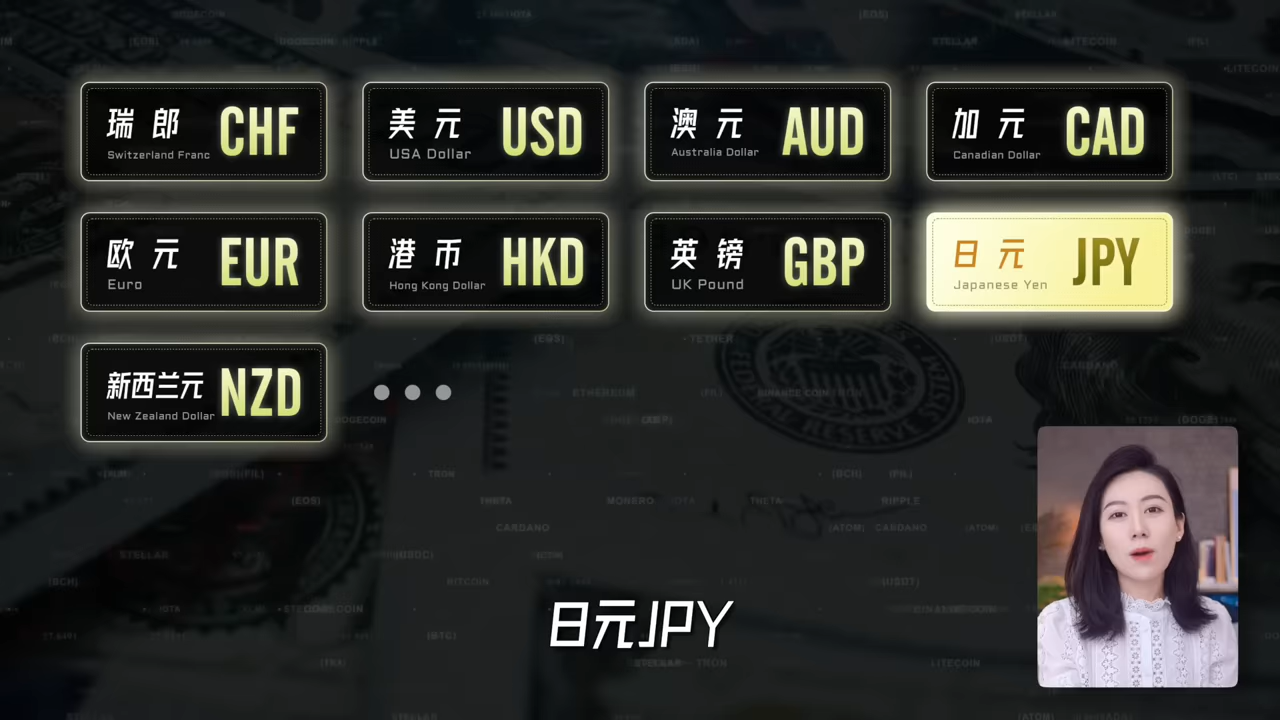 瑞郎
Switzerland Franc
CHF
美元
USA Dollar
USD
澳元
Australia Dollar
AUD
加元
Canadian Dollar
CAD
欧元
Euro
EUR
港币
Hong Kong Dollar
HKD
英镑
UK Pound
GBP
日元
Japanese Yen
JPY
新西兰元
New Zealand Dollar
NZD
日元JPY